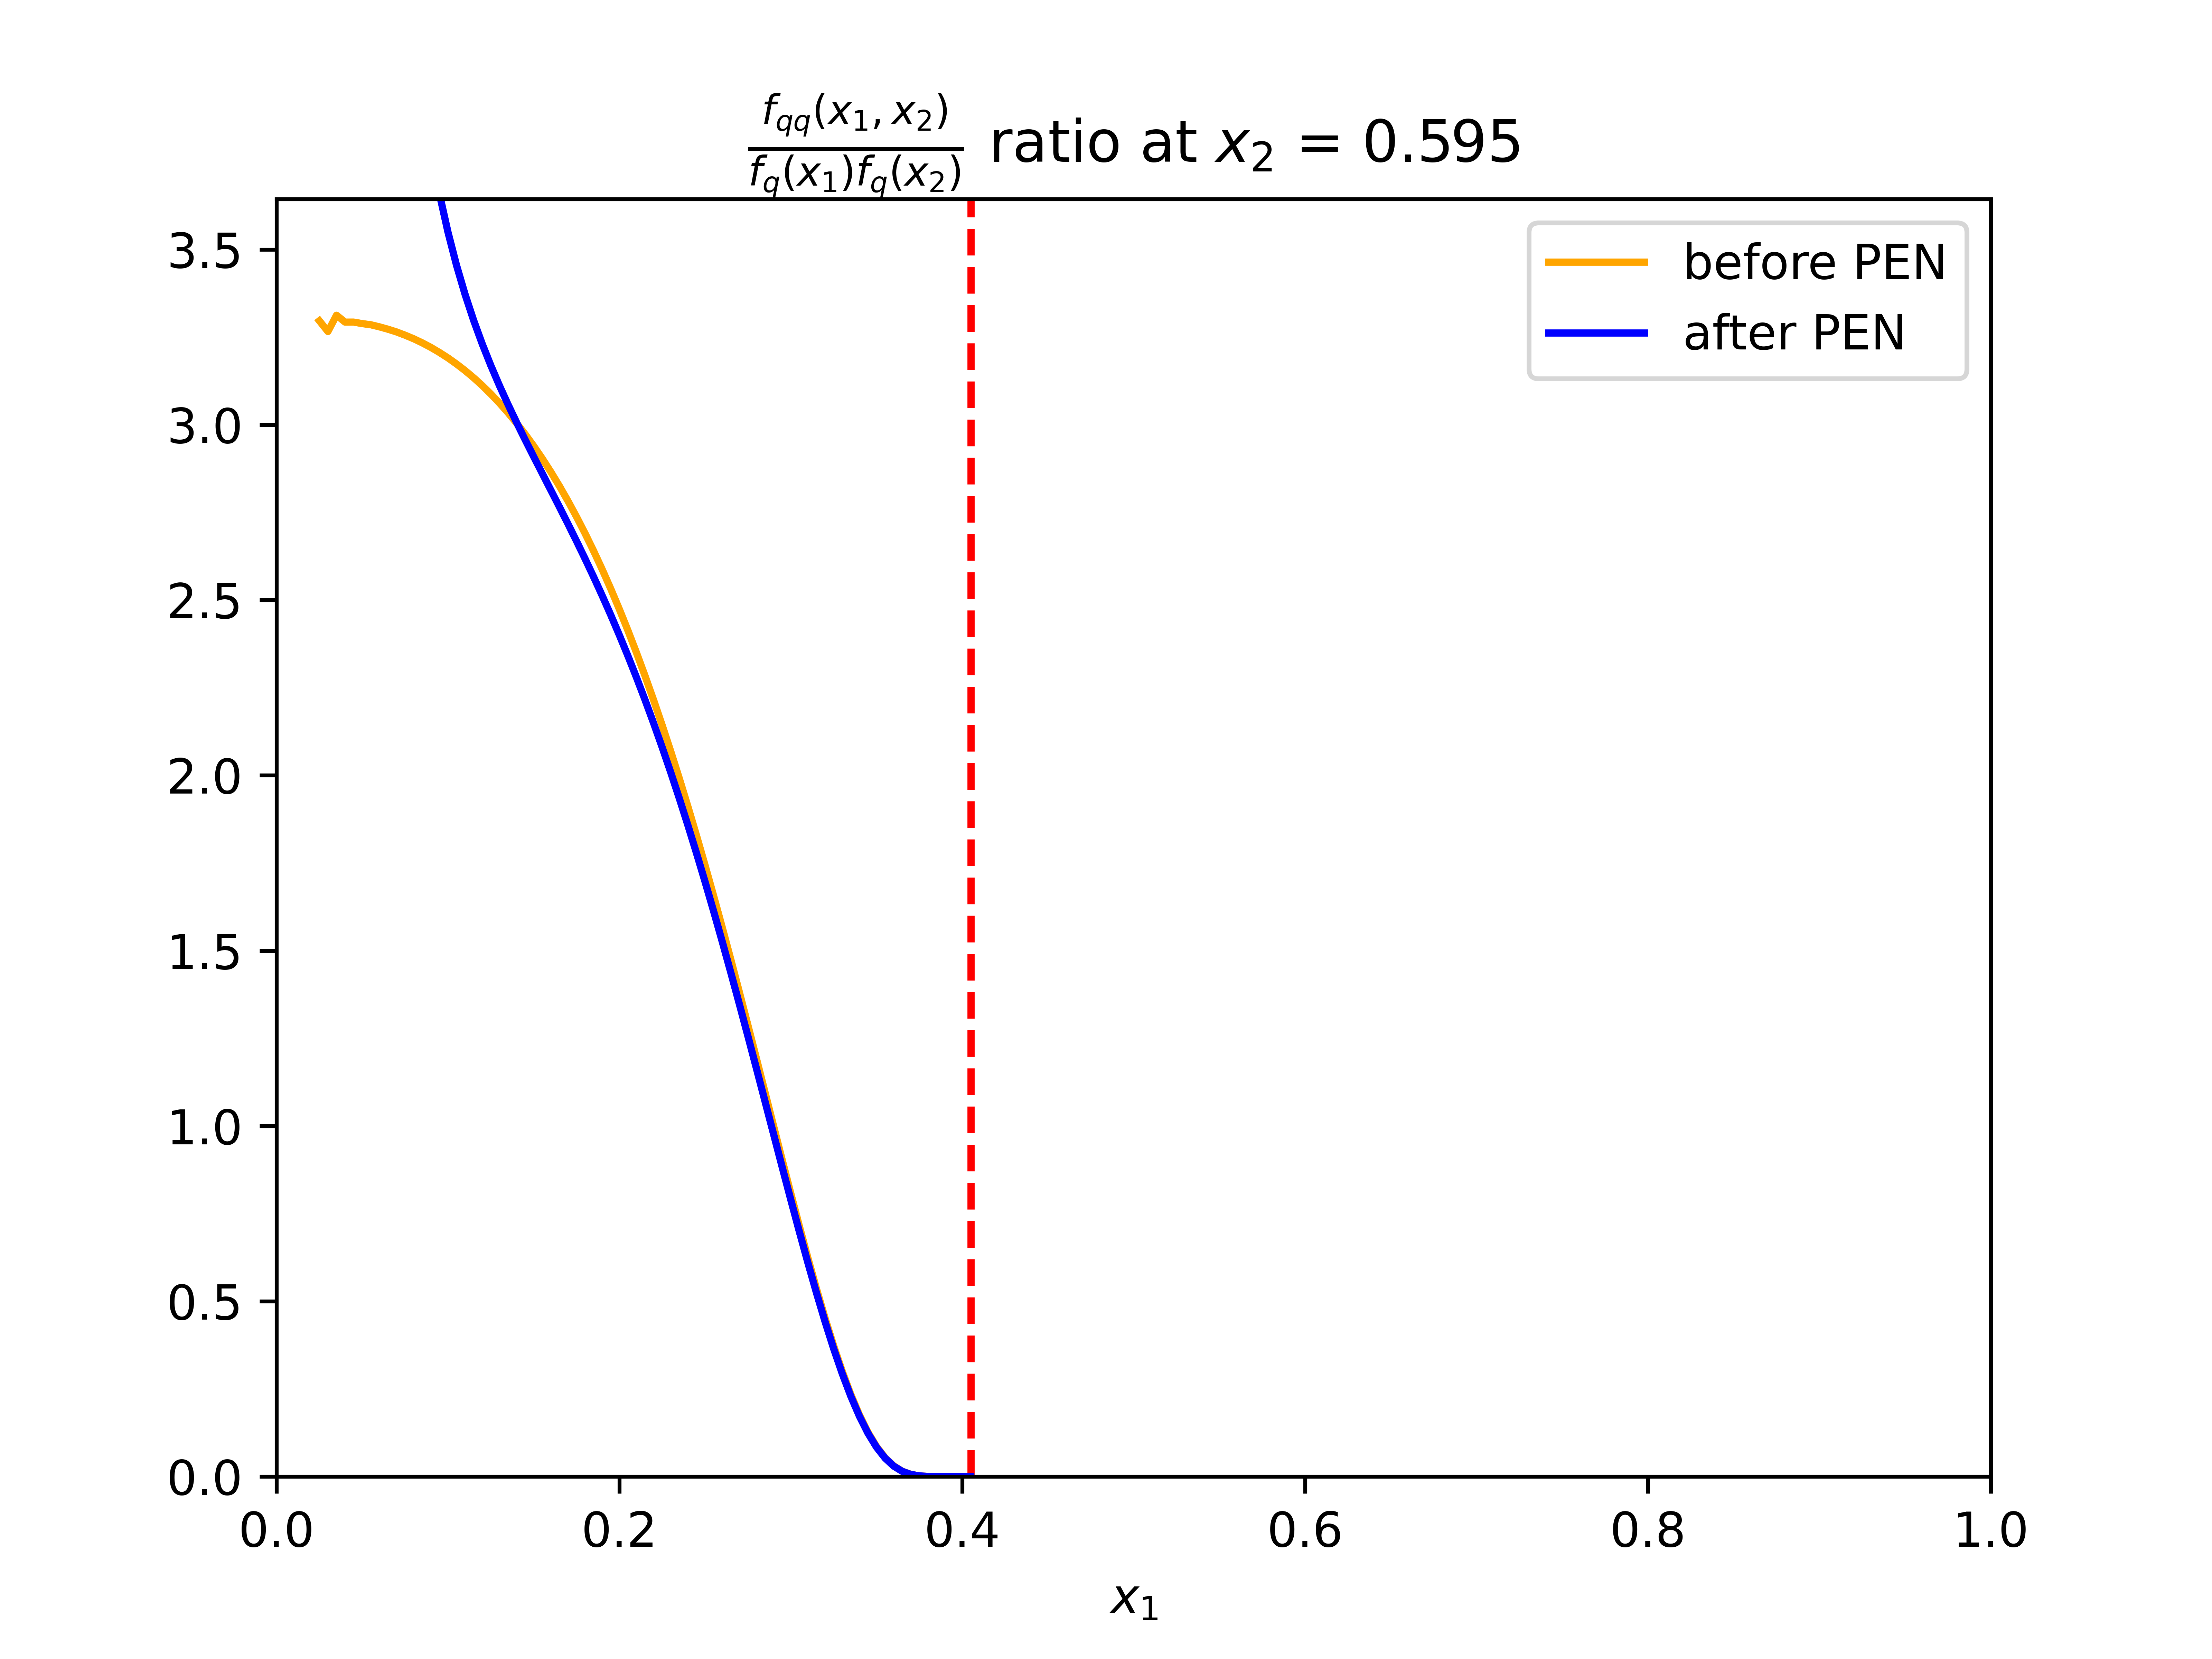 f_qq(x_1, x_2)
f_q(x_1)f_q(x_2)
ratio at x_2 = 0.595
before PEN
after PEN
3.5
3.0
2.5
2.0
1.5
1.0
0.5
0.0
0.0 0.2 0.4 0.6 0.8 1.0
x_1